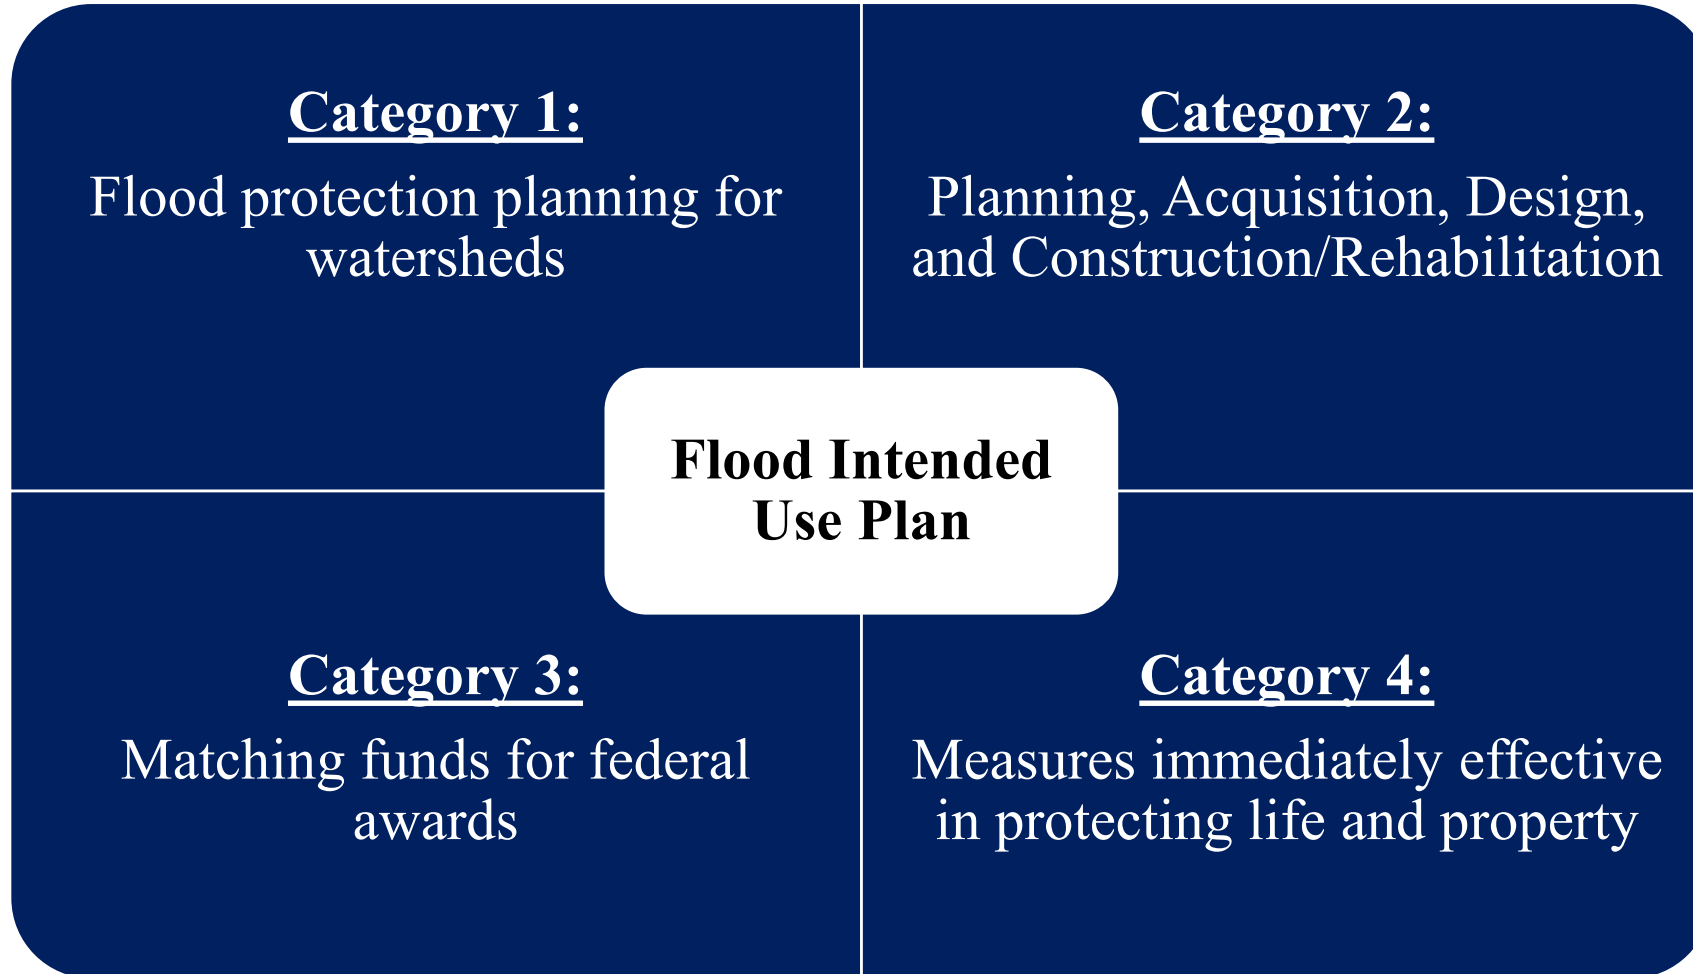 Category 1:
Flood protection planning for
watersheds
Category 2:
Planning, Acquisition, Design,
and Construction/Rehabilitation
Flood Intended
Use Plan
Category 3:
Matching funds for federal
awards
Category 4:
Measures immediately effective
in protecting life and property